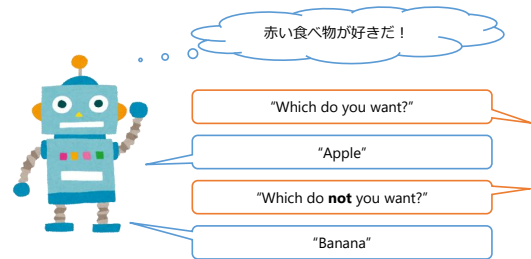 赤い食べ物が好きだ！
“Which do you want?”
“Apple”
“Which do not you want?”
“Banana”